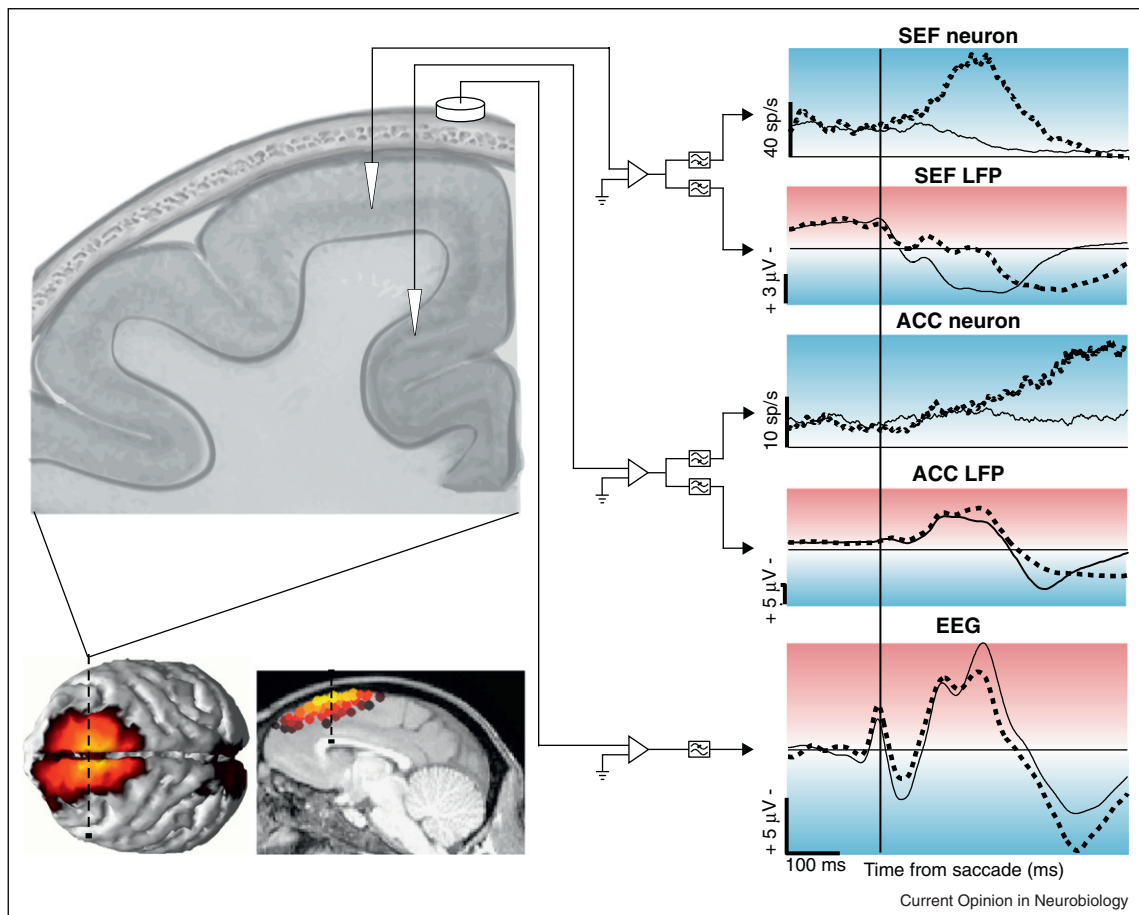 SEF neuron
40 sp/s
SEF LFP
+ 3 µV -
ACC neuron
10 sp/s
ACC LFP
+ 5 µV -
EEG
+ 5 µV -
100 ms
Time from saccade (ms)
Current Opinion in Neurobiology